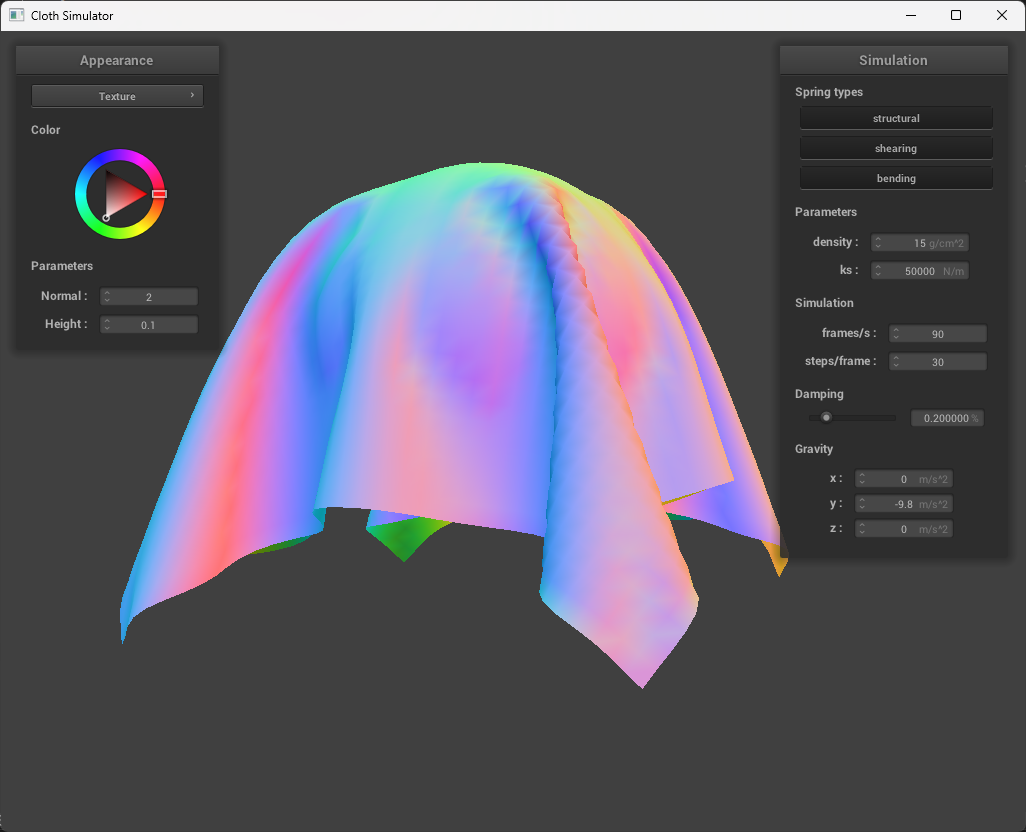 Cloth Simulator
Appearance
Texture
Color
Parameters
Normal : 2
Height : 0.1
Simulation
Spring types
structural
shearing
bending
Parameters
density : 15 g/cm^2
ks : 50000 N/m
Simulation
frames/s : 90
steps/frame : 30
Damping
0.200000 %
Gravity
x : 0 m/s^2
y : -9.8 m/s^2
z : 0 m/s^2